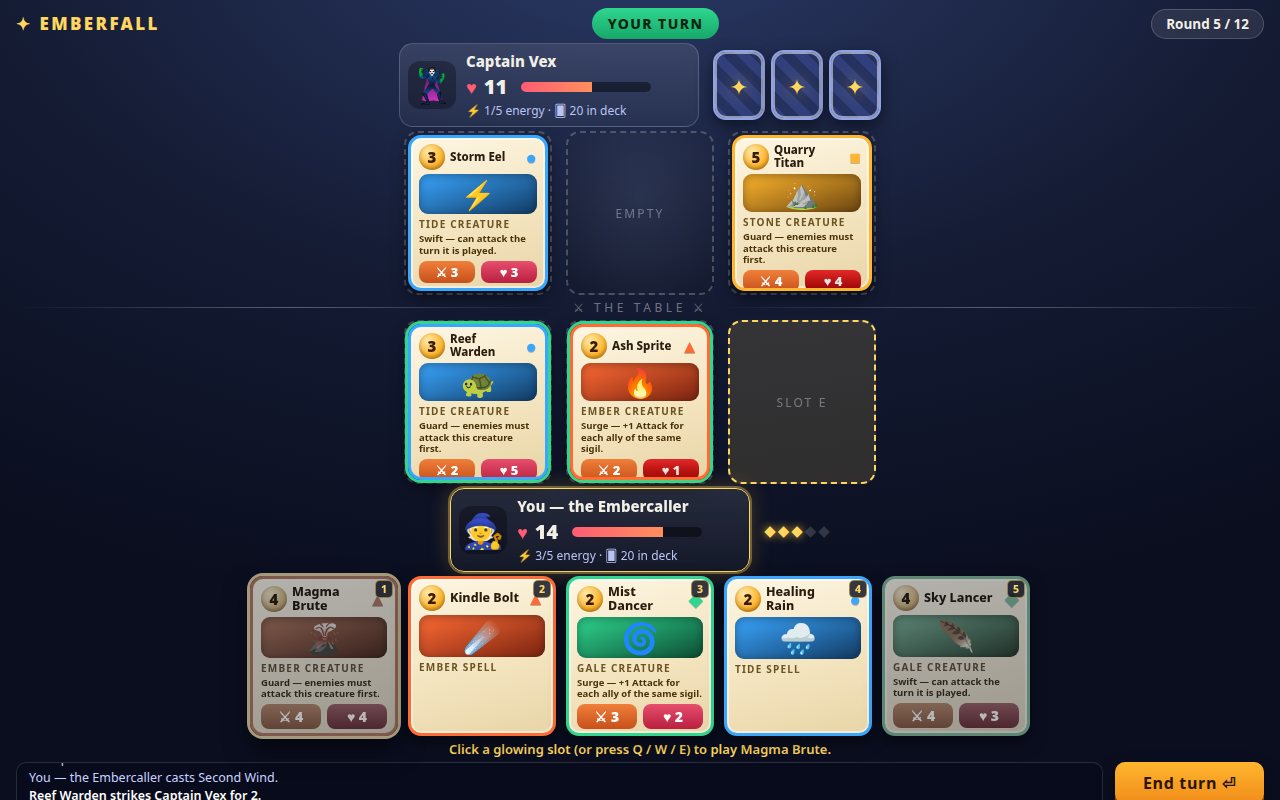 ✦ EMBERFALL
YOUR TURN
Round 5 / 12
Captain Vex
♥ 11
⚡ 1/5 energy · 🂠 20 in deck
3 Storm Eel
TIDE CREATURE
Swift — can attack the
turn it is played.
⚔ 3 ♥ 3
EMPTY
5 Quarry
Titan
STONE CREATURE
Guard — enemies must
attack this creature
first.
⚔ 4 ♥ 4
⚔ THE TABLE ⚔
3 Reef
Warden
TIDE CREATURE
Guard — enemies must
attack this creature
first.
⚔ 2 ♥ 5
2 Ash Sprite
EMBER CREATURE
Surge — +1 Attack for
each ally of the same
sigil.
⚔ 2 ♥ 1
SLOT E
You — the Embercaller
♥ 14
⚡ 3/5 energy · 🂠 20 in deck
1
4 Magma
Brute
EMBER CREATURE
Guard — enemies must
attack this creature first.
⚔ 4 ♥ 4
2
2 Kindle Bolt
EMBER SPELL
3
2 Mist
Dancer
GALE CREATURE
Surge — +1 Attack for
each ally of the same sigil.
⚔ 3 ♥ 2
4
2 Healing
Rain
TIDE SPELL
5
4 Sky Lancer
GALE CREATURE
Swift — can attack the
turn it is played.
⚔ 4 ♥ 3
Click a glowing slot (or press Q / W / E) to play Magma Brute.
You — the Embercaller casts Second Wind.
Reef Warden strikes Captain Vex for 2.
End turn ⏎